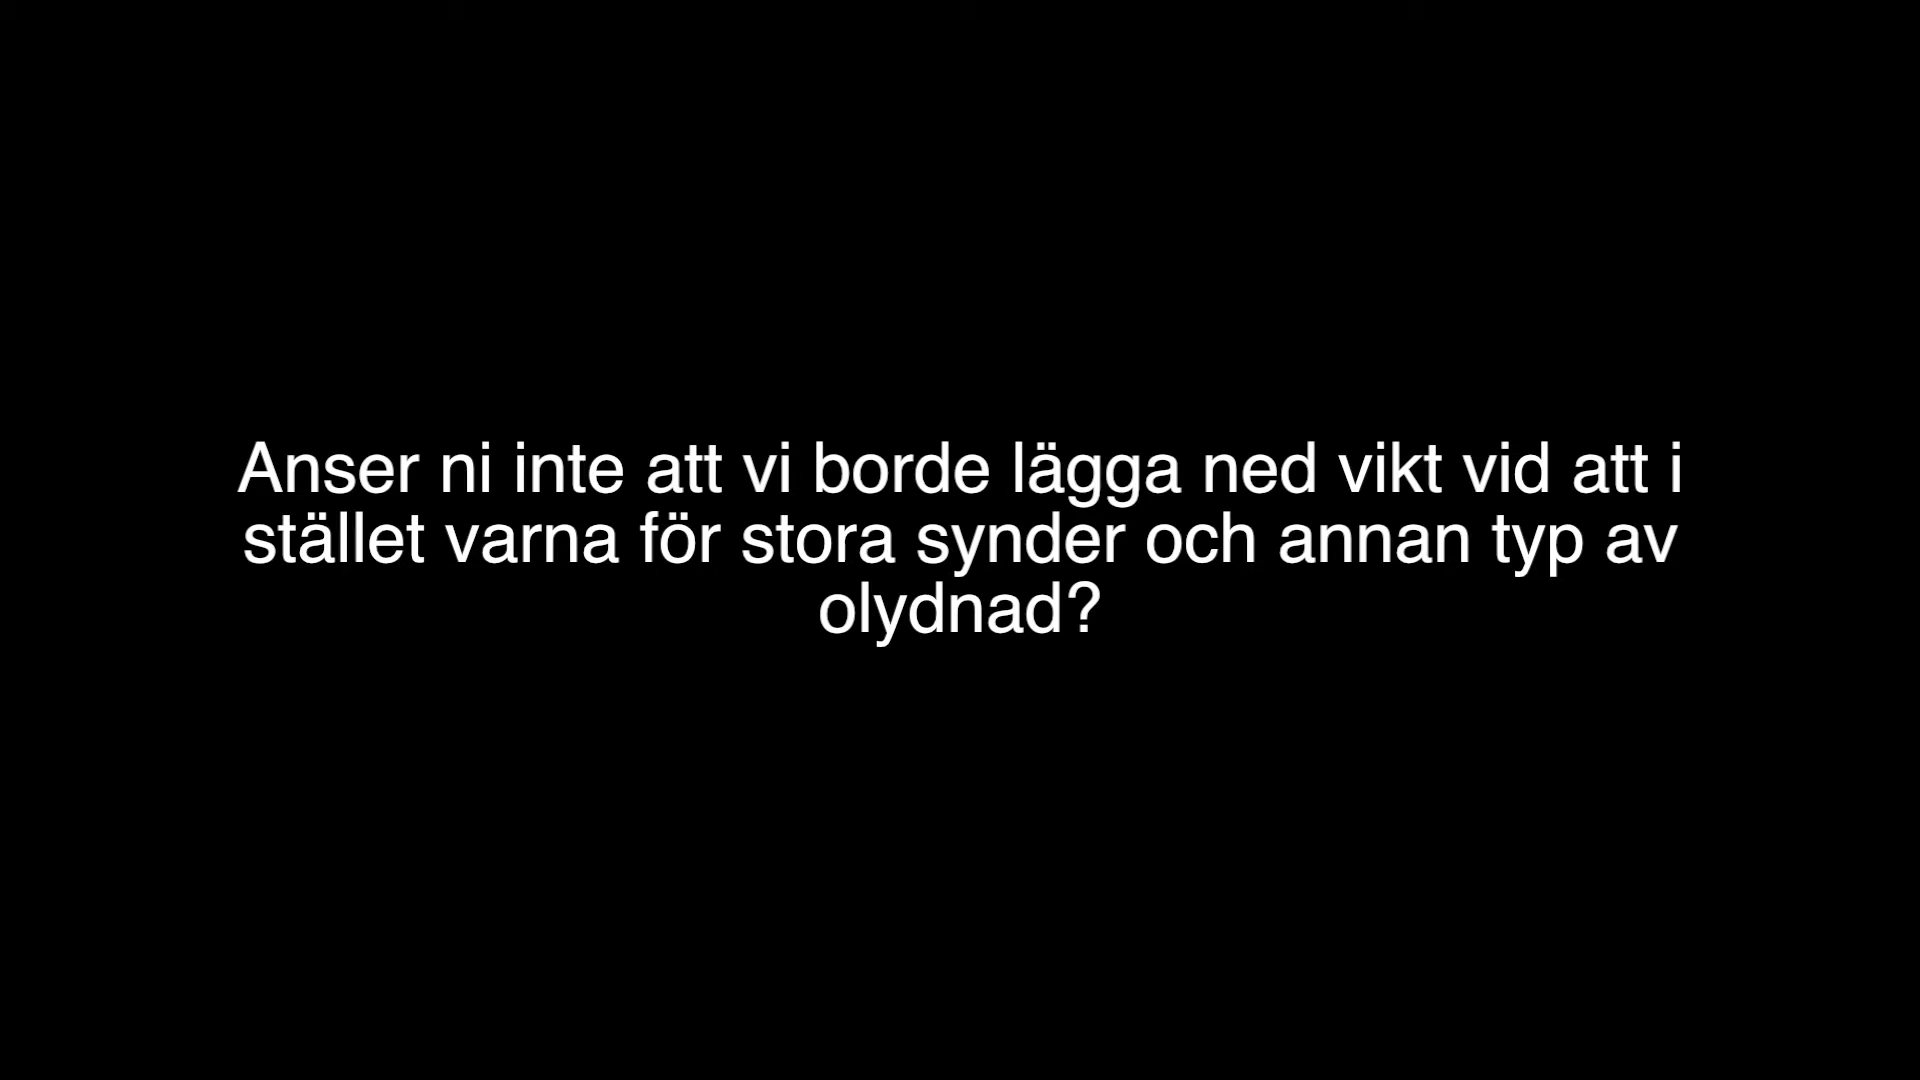 Anser ni inte att vi borde lägga ned vikt vid att i
stället varna för stora synder och annan typ av
olydnad?